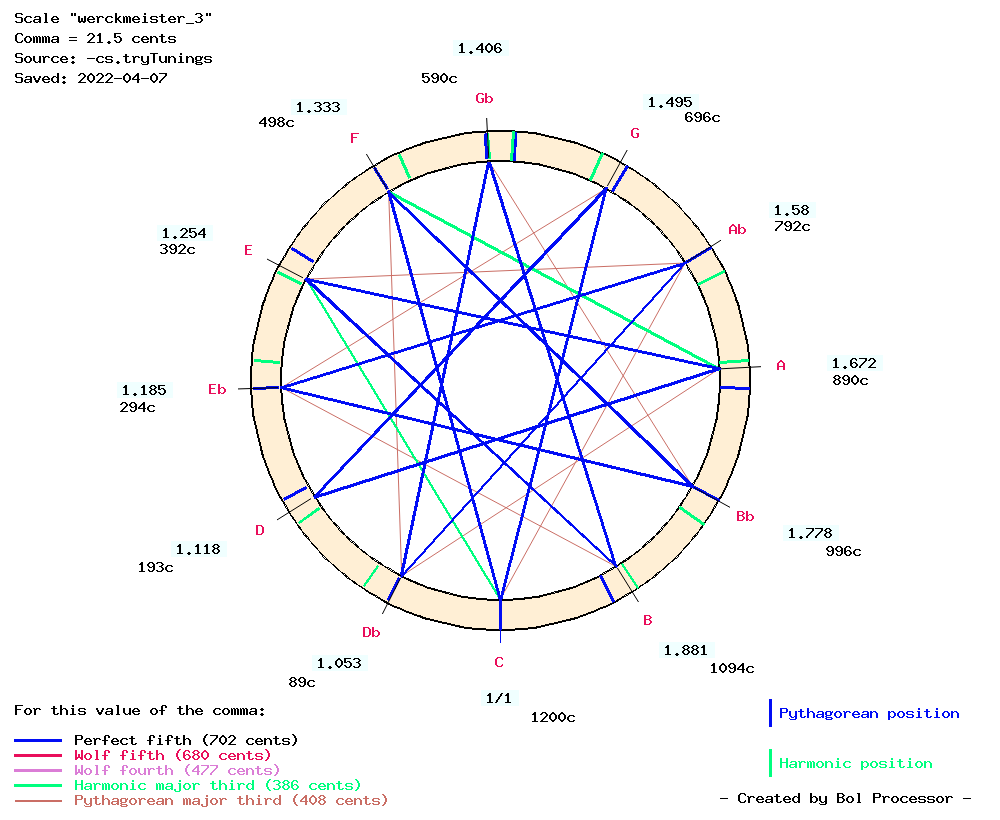 Scale "werckmeister_3"
Comma = 21.5 cents
Source: -cs.tryTunings
Saved: 2022-04-07
1.406
590c
Gb
1.333
498c
F
1.495
696c
G
1.58
792c
Ab
1.254
392c
E
1.672
890c
A
1.185
294c
Eb
Bb
1.778
996c
D
1.118
193c
B
1.881
1094c
Db
1.053
89c
C
1/1
1200c
For this value of the comma:
Perfect fifth (702 cents)
Wolf fifth (680 cents)
Wolf fourth (477 cents)
Harmonic major third (386 cents)
Pythagorean major third (408 cents)
Pythagorean position
Harmonic position
- Created by Bol Processor -